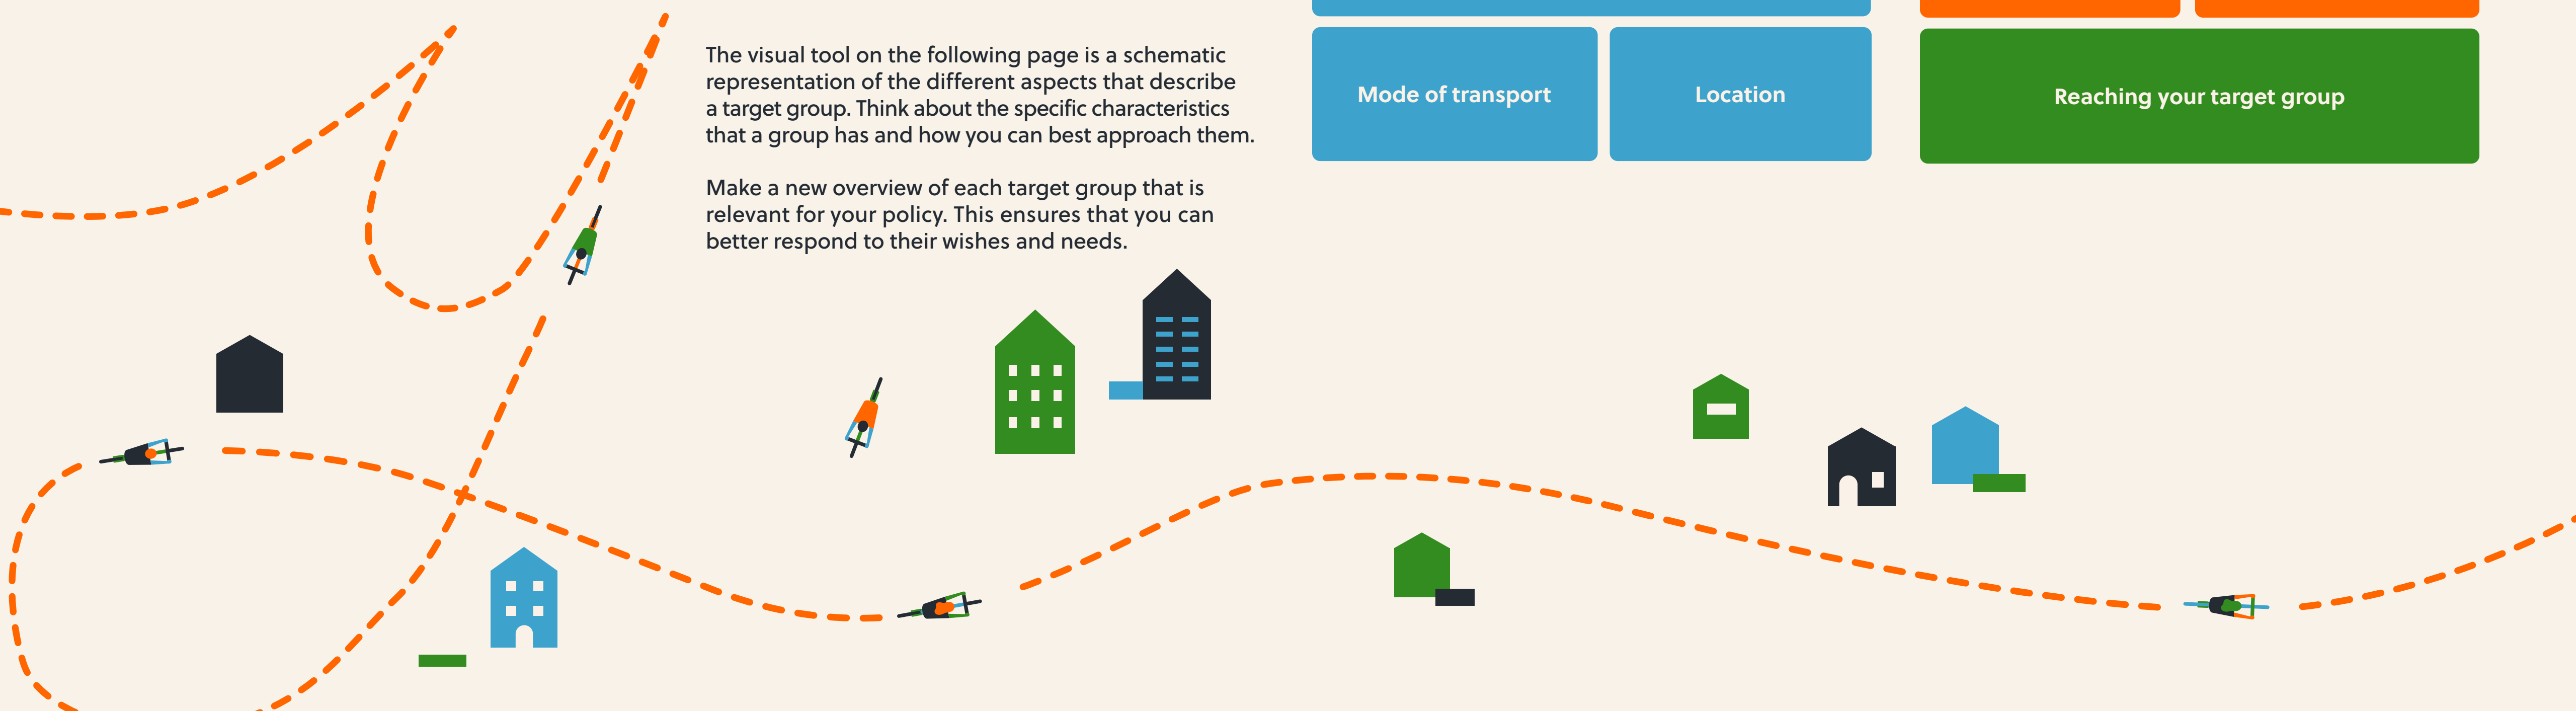 The visual tool on the following page is a schematic
representation of the different aspects that describe
a target group. Think about the specific characteristics
that a group has and how you can best approach them.
Make a new overview of each target group that is
relevant for your policy. This ensures that you can
better respond to their wishes and needs.
Mode of transport
Location
Reaching your target group